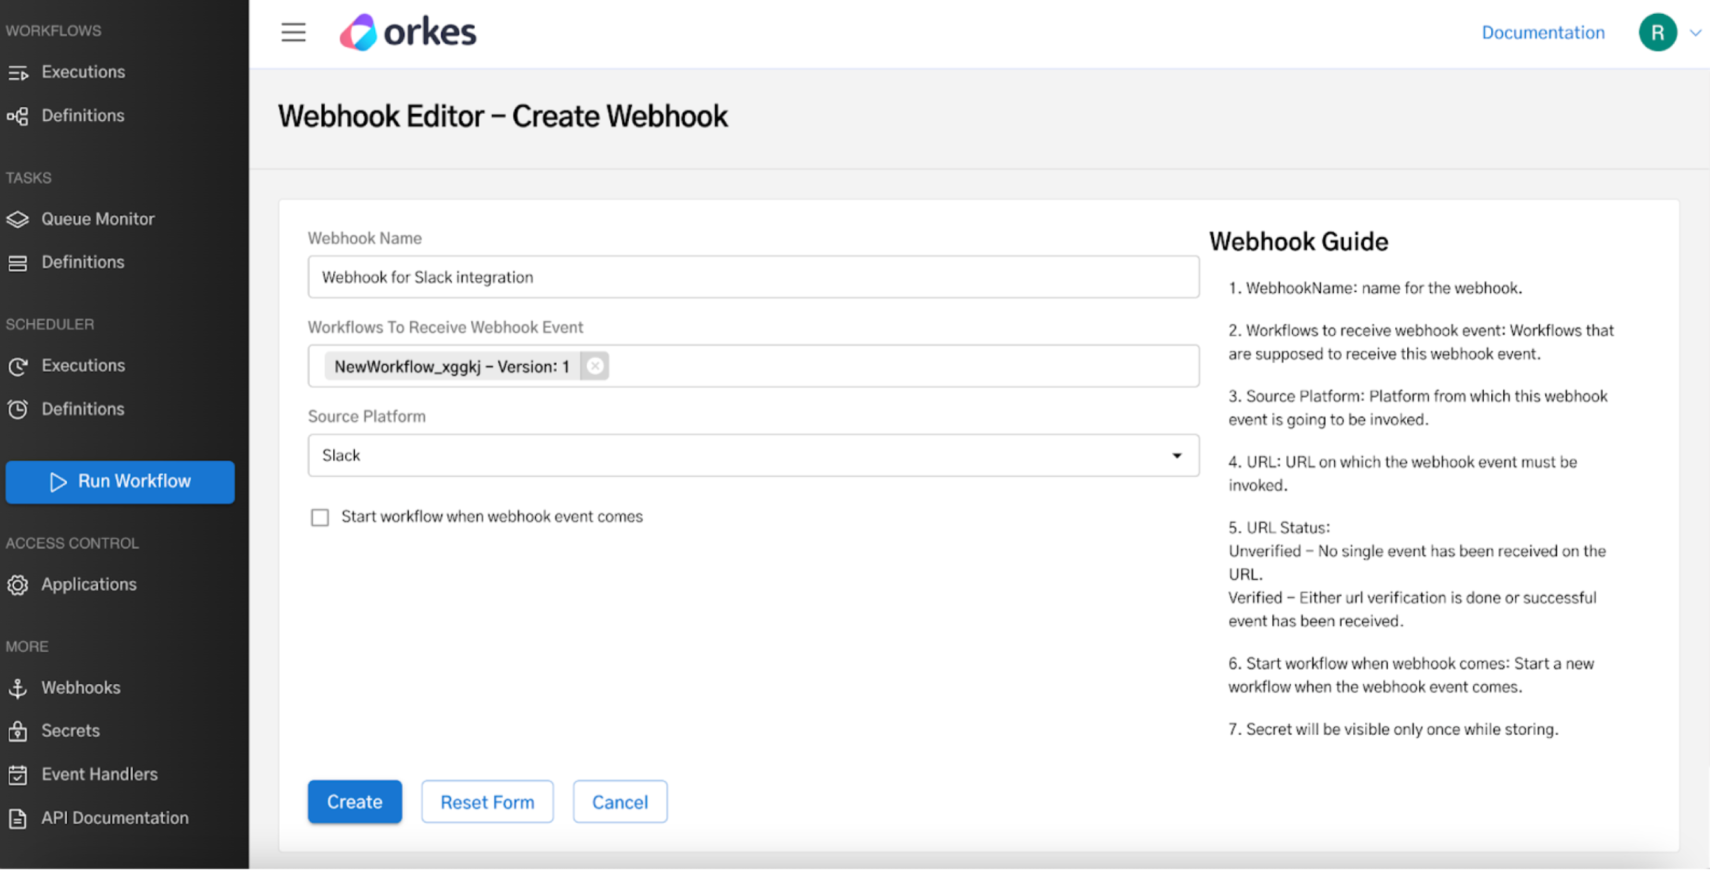 WORKFLOWS
Executions
Definitions
TASKS
Queue Monitor
Definitions
SCHEDULER
Executions
Definitions
Run Workflow
ACCESS CONTROL
Applications
MORE
Webhooks
Secrets
Event Handlers
API Documentation
orkes
Documentation
R
Webhook Editor – Create Webhook
Webhook Name
Webhook for Slack integration
Workflows To Receive Webhook Event
NewWorkflow_xggkj – Version: 1
Source Platform
Slack
Start workflow when webhook event comes
Create
Reset Form
Cancel
Webhook Guide
1. WebhookName: name for the webhook.
2. Workflows to receive webhook event: Workflows that
are supposed to receive this webhook event.
3. Source Platform: Platform from which this webhook
event is going to be invoked.
4. URL: URL on which the webhook event must be
invoked.
5. URL Status:
Unverified – No single event has been received on the
URL.
Verified – Either url verification is done or successful
event has been received.
6. Start workflow when webhook comes: Start a new
workflow when the webhook event comes.
7. Secret will be visible only once while storing.